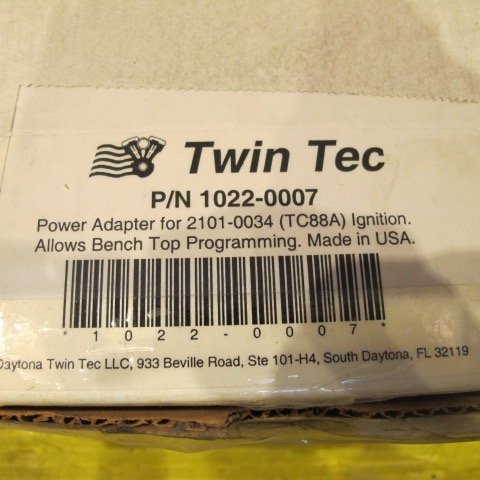 Twin Tec
P/N 1022-0007
Power Adapter for 2101-0034 (TC88A) Ignition.
Allows Bench Top Programming. Made in USA.
*1022-0007*
Daytona Twin Tec LLC, 933 Beville Road, Ste 101-H4, South Daytona, FL 32119